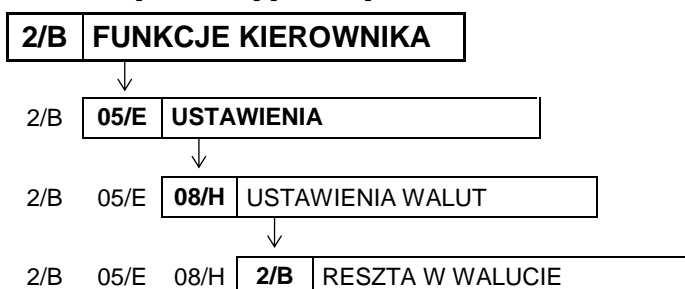 2/B FUNKCJE KIEROWNIKA
2/B 05/E USTAWIENIA
2/B 05/E 08/H USTAWIENIA WALUT
2/B 05/E 08/H 2/B RESZTA W WALUCIE